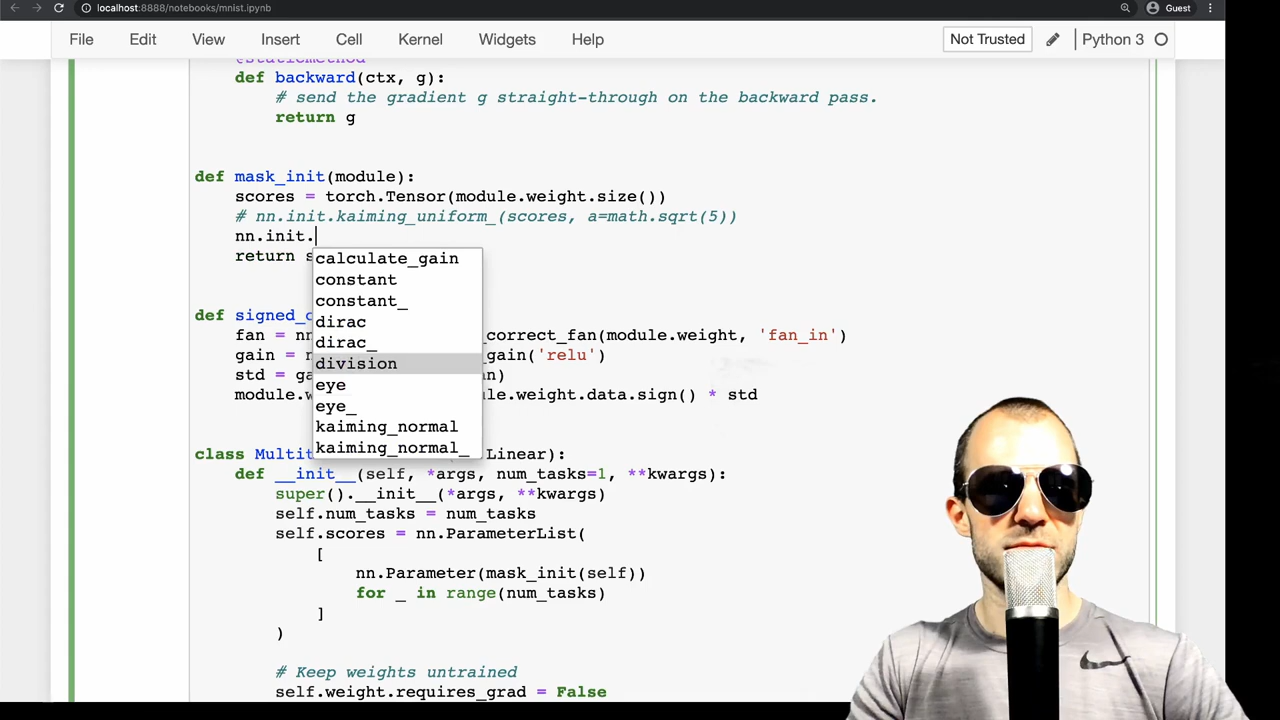 localhost:8888/notebooks/mnist.ipynb
Guest
File Edit View Insert Cell Kernel Widgets Help Not Trusted Python 3
@staticmethod
def backward(ctx, g):
# send the gradient g straight-through on the backward pass.
return g
def mask_init(module):
scores = torch.Tensor(module.weight.size())
# nn.init.kaiming_uniform_(scores, a=math.sqrt(5))
nn.init.
return s
calculate_gain
constant
constant_
dirac
dirac_
division
eye
eye_
kaiming_normal
kaiming_normal_
def signed_c
fan = nn _correct_fan(module.weight, 'fan_in')
gain = n _gain('relu')
std = ga an)
module.w le.weight.data.sign() * std
class Multit Linear):
def __init__(self, *args, num_tasks=1, **kwargs):
super().__init__(*args, **kwargs)
self.num_tasks = num_tasks
self.scores = nn.ParameterList(
[
nn.Parameter(mask_init(self))
for _ in range(num_tasks)
]
)
# Keep weights untrained
self.weight.requires_grad = False